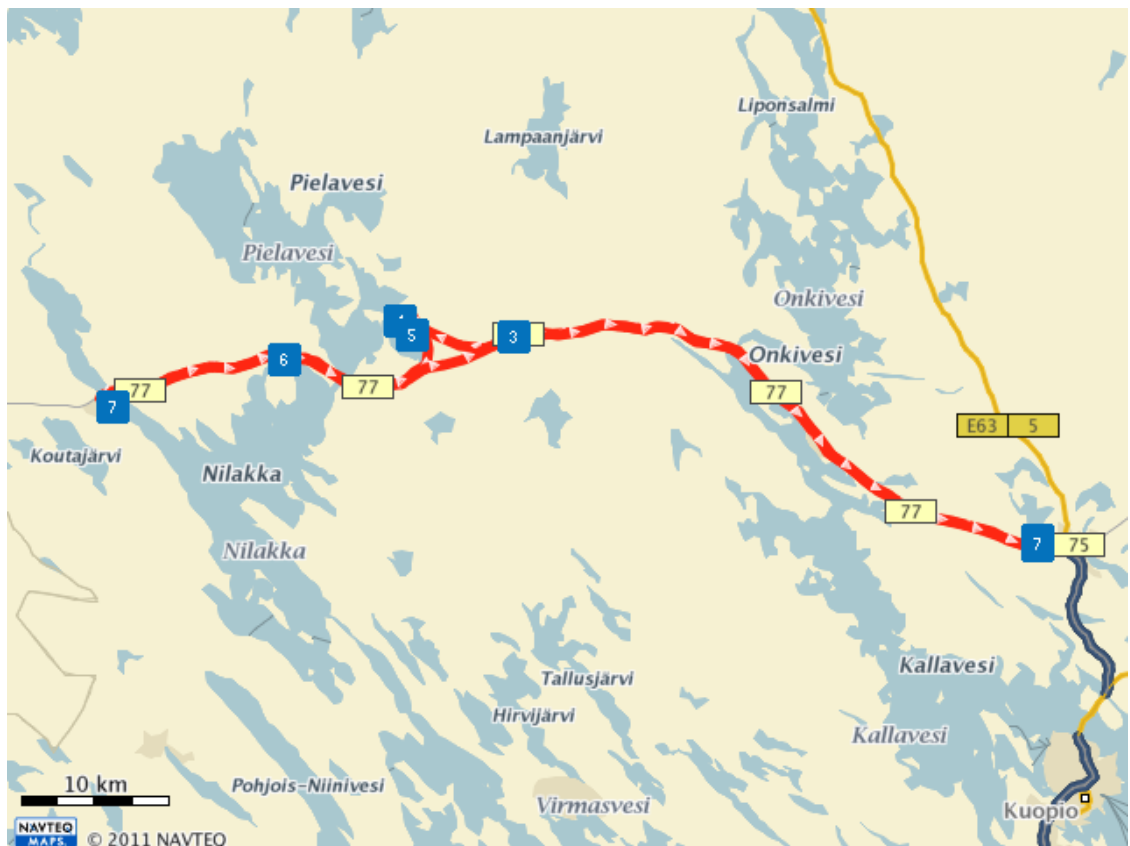 Liponsalmi
Lampaanjärvi
Pielavesi
Pielavesi
Onkivesi
5
3
Onkivesi
6
77
77
77
7
E63 5
Koutajärvi
Nilakka
77
7
75
Nilakka
Kallavesi
Tallusjärvi
Hirvijärvi
Kallavesi
10 km
Pohjois-Niinivesi
Virmasvesi
Kuopio
NAVTEQ
MAPS.
© 2011 NAVTEQ